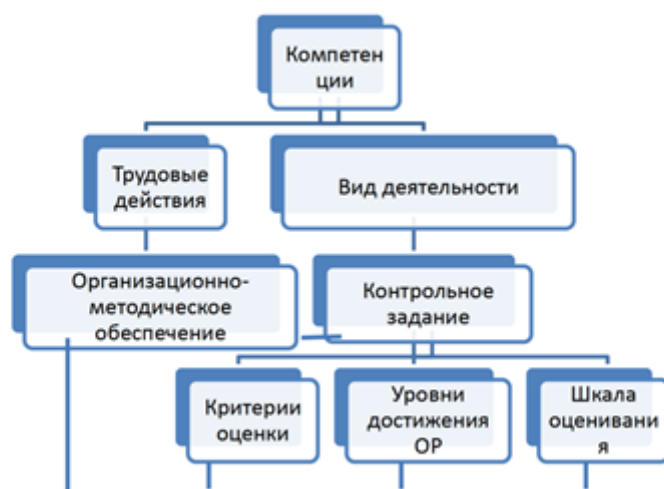 Компетен
ции
Трудовые
действия
Вид деятельности
Организационно-
методическое
обеспечение
Контрольное
задание
Критерии
оценки
Уровни
достижения
ОР
Шкала
оценивани
я